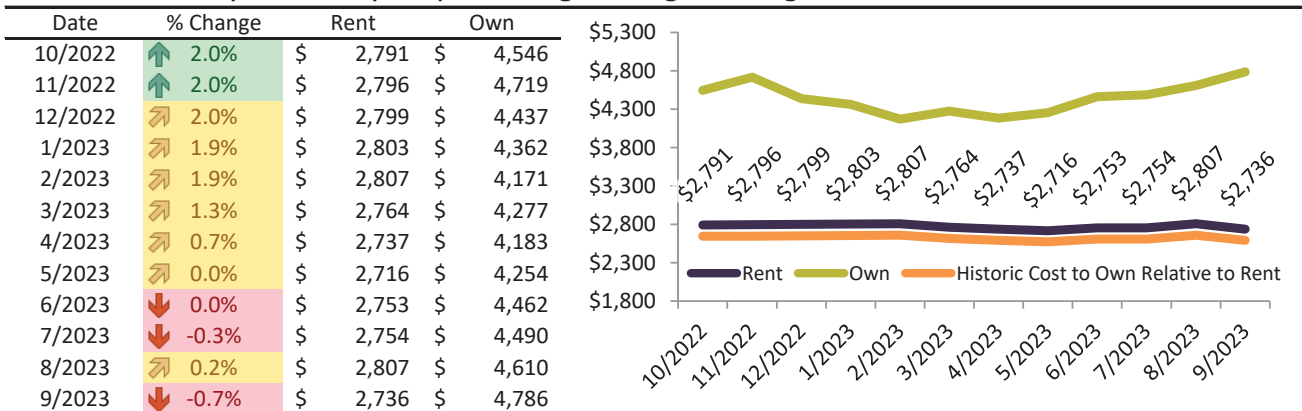 Date % Change Rent Own
10/2022 2.0% $ 2,791 $ 4,546
11/2022 2.0% $ 2,796 $ 4,719
12/2022 2.0% $ 2,799 $ 4,437
1/2023 1.9% $ 2,803 $ 4,362
2/2023 1.9% $ 2,807 $ 4,171
3/2023 1.3% $ 2,764 $ 4,277
4/2023 0.7% $ 2,737 $ 4,183
5/2023 0.0% $ 2,716 $ 4,254
6/2023 0.0% $ 2,753 $ 4,462
7/2023 -0.3% $ 2,754 $ 4,490
8/2023 0.2% $ 2,807 $ 4,610
9/2023 -0.7% $ 2,736 $ 4,786
$5,300
$4,800
$4,300
$3,800
$3,300
$2,800
$2,300
$1,800
$2,791 $2,796 $2,799 $2,803 $2,807 $2,764 $2,737 $2,716 $2,753 $2,754 $2,807 $2,736
Rent Own Historic Cost to Own Relative to Rent
10/2022 11/2022 12/2022 1/2023 2/2023 3/2023 4/2023 5/2023 6/2023 7/2023 8/2023 9/2023